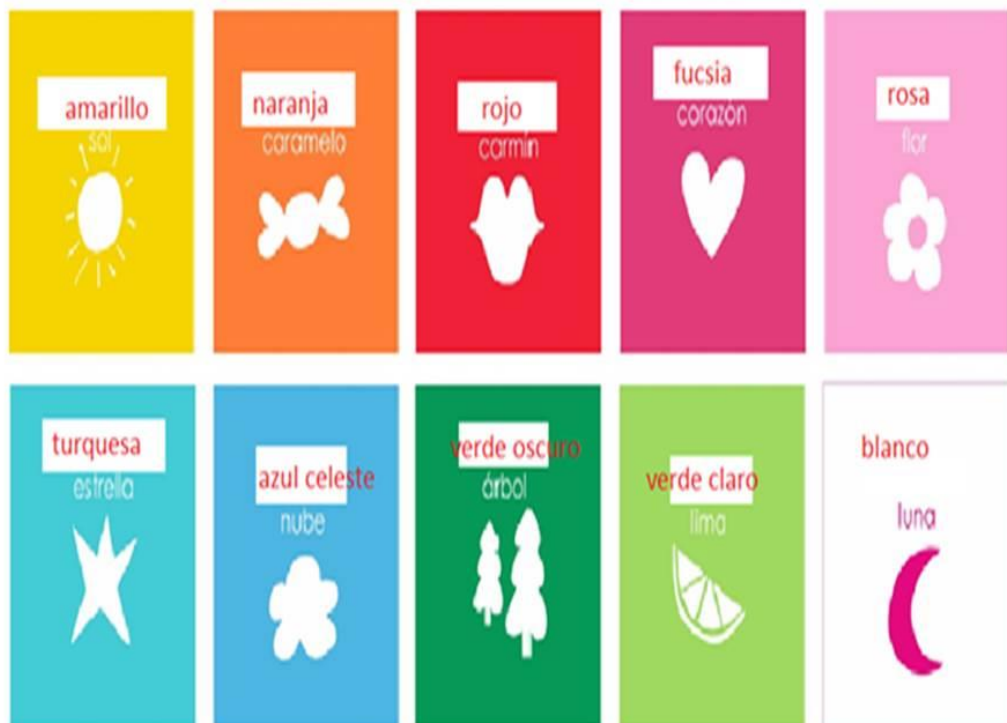 amarillo
sol
naranja
caramelo
rojo
carmín
fucsia
corazón
rosa
flor
turquesa
estrella
azul celeste
nube
verde oscuro
árbol
verde claro
lima
blanco
luna